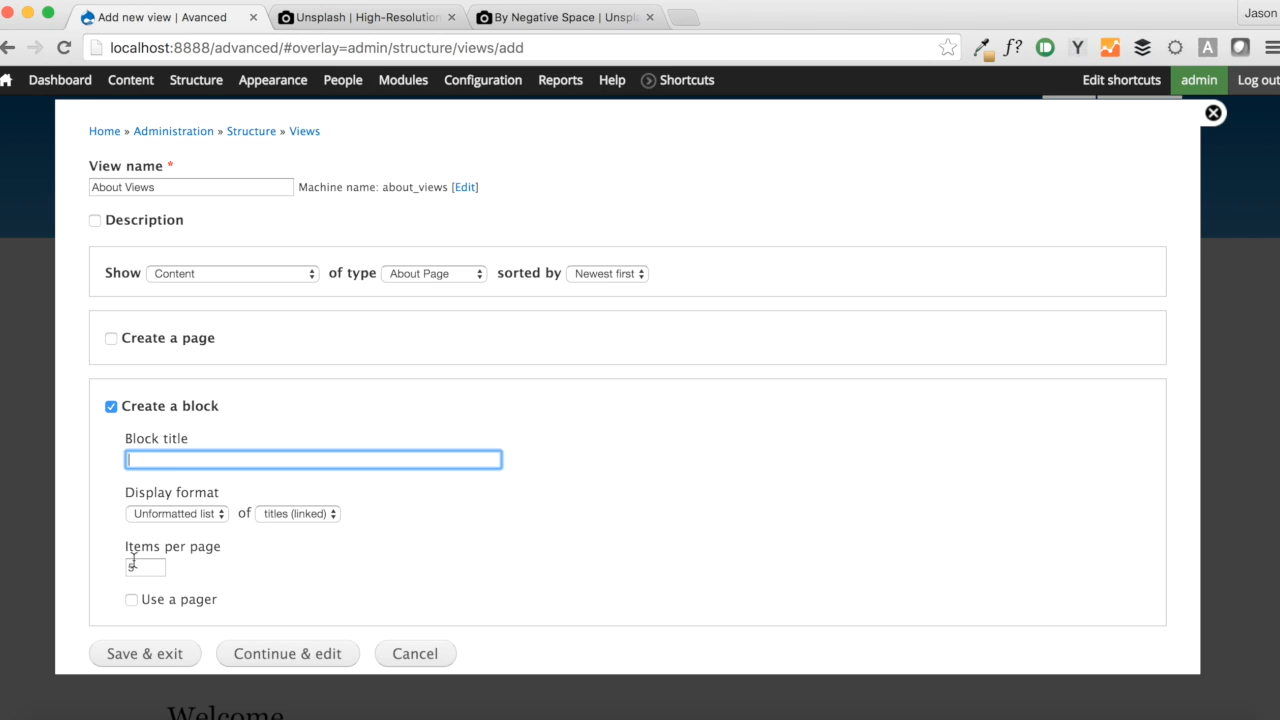 Add new view | Avanced
Unsplash | High-Resolution
By Negative Space | Unspl
Jason
localhost:8888/advanced/#overlay=admin/structure/views/add
f?
Y
A
Dashboard Content Structure Appearance People Modules Configuration Reports Help Shortcuts Edit shortcuts admin Log out
Home » Administration » Structure » Views
View name *
About Views Machine name: about_views [Edit]
Description
Show Content of type About Page sorted by Newest first
Create a page
Create a block
Block title
Display format
Unformatted list of titles (linked)
Items per page
5
Use a pager
Save & exit Continue & edit Cancel
Welcome